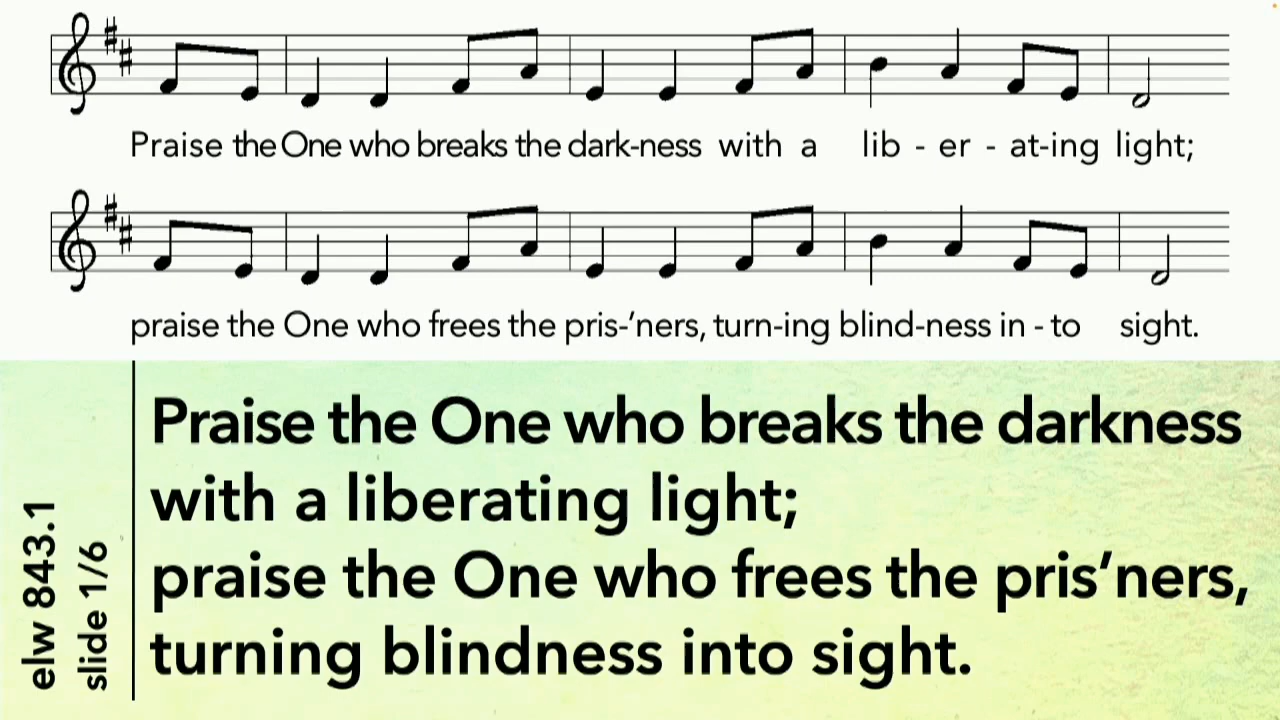 Praise the One who breaks the dark-ness with a lib - er - at-ing light;
praise the One who frees the pris-’ners, turn-ing blind-ness in - to sight.
elw 843.1
slide 1/6
Praise the One who breaks the darkness
with a liberating light;
praise the One who frees the pris’ners,
turning blindness into sight.